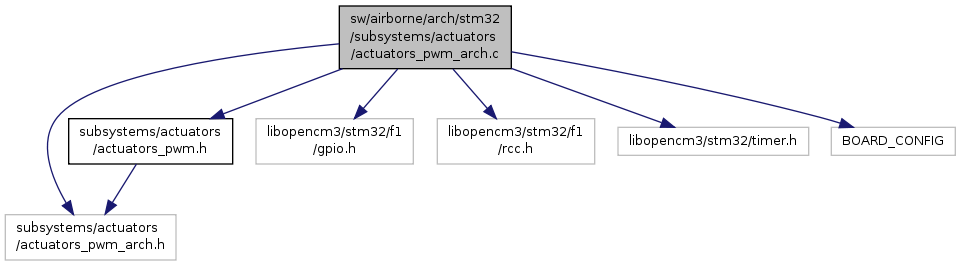 sw/airborne/arch/stm32
/subsystems/actuators
/actuators_pwm_arch.c
subsystems/actuators
/actuators_pwm.h
libopencm3/stm32/f1
/gpio.h
libopencm3/stm32/f1
/rcc.h
libopencm3/stm32/timer.h
BOARD_CONFIG
subsystems/actuators
/actuators_pwm_arch.h